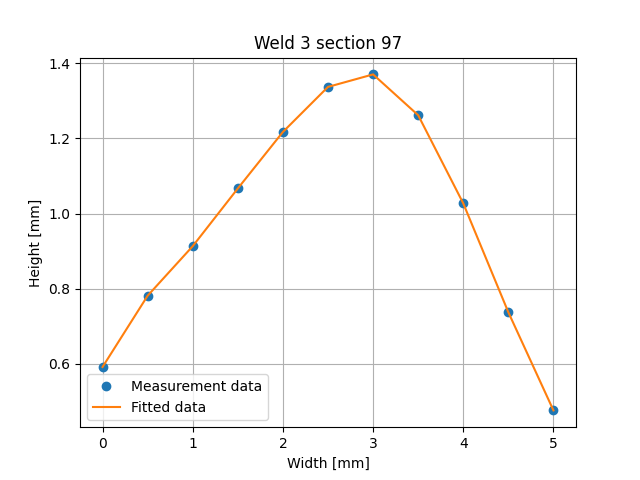 Weld 3 section 97
1.4
1.2
1.0
0.8
0.6
Height [mm]
Measurement data
Fitted data
0 1 2 3 4 5
Width [mm]